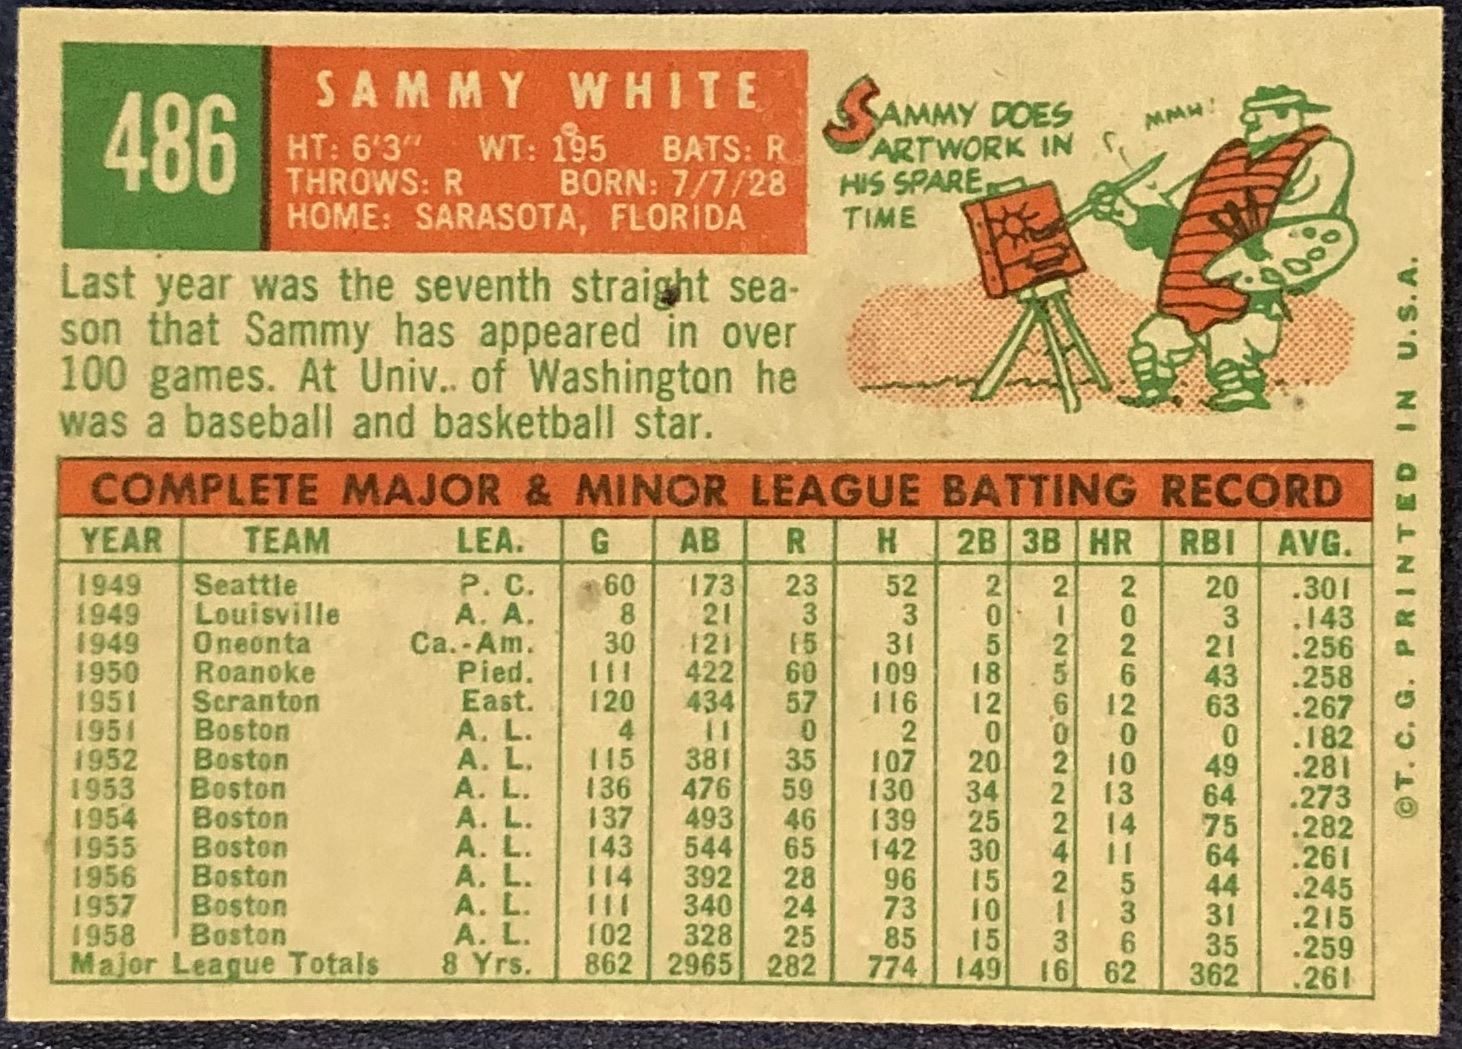 486
SAMMY WHITE
HT: 6'3" WT: 195 BATS: R
THROWS: R BORN: 7/7/28
HOME: SARASOTA, FLORIDA
SAMMY DOES
ARTWORK IN
HIS SPARE
TIME
MMH!
Last year was the seventh straight sea-
son that Sammy has appeared in over
100 games. At Univ.. of Washington he
was a baseball and basketball star.
COMPLETE MAJOR & MINOR LEAGUE BATTING RECORD
YEAR TEAM LEA. G AB R H 2B 3B HR RBI AVG.
1949 Seattle P. C. 60 173 23 52 2 2 2 20 .301
1949 Louisville A. A. 8 21 3 3 0 1 0 3 .143
1949 Oneonta Ca.-Am. 30 121 15 31 5 2 2 21 .256
1950 Roanoke Pied. 111 422 60 109 18 5 6 43 .258
1951 Scranton East. 120 434 57 116 12 6 12 63 .267
1951 Boston A. L. 4 11 0 2 0 0 0 0 .182
1952 Boston A. L. 115 381 35 107 20 2 10 49 .281
1953 Boston A. L. 136 476 59 130 34 2 13 64 .273
1954 Boston A. L. 137 493 46 139 25 2 14 75 .282
1955 Boston A. L. 143 544 65 142 30 4 11 64 .261
1956 Boston A. L. 114 392 28 96 15 2 5 44 .245
1957 Boston A. L. 111 340 24 73 10 1 3 31 .215
1958 Boston A. L. 102 328 25 85 15 3 6 35 .259
Major League Totals 8 Yrs. 862 2965 282 774 149 16 62 362 .261
©T.C.G. PRINTED IN U.S.A.